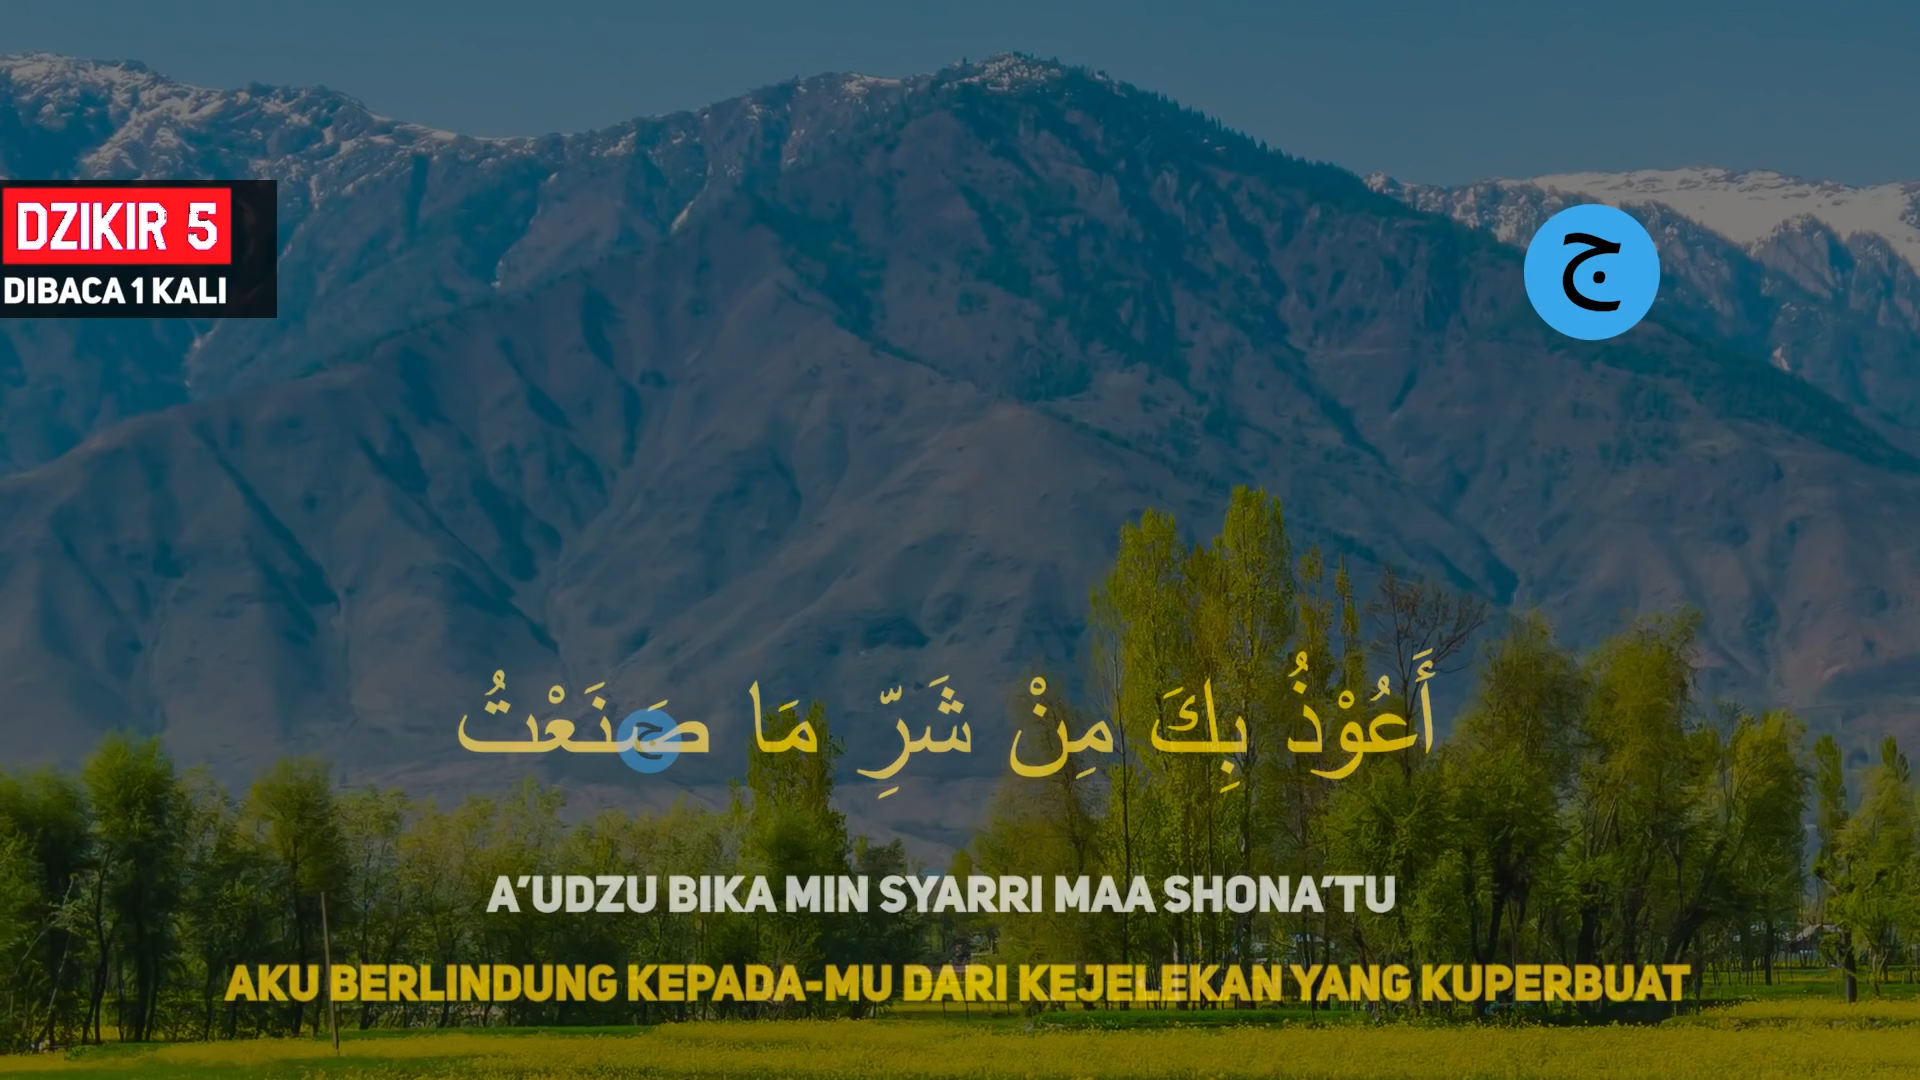 DZIKIR 5
DIBACA 1 KALI
ج
أَعُوْذُ بِكَ مِنْ شَرِّ مَا صَنَعْتُ
ج
A'UDZU BIKA MIN SYARRI MAA SHONA'TU
AKU BERLINDUNG KEPADA-MU DARI KEJELEKAN YANG KUPERBUAT